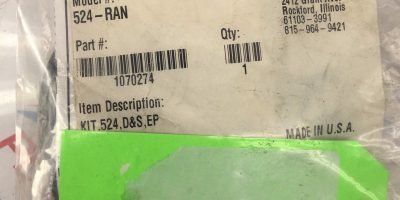 Model#:
524-RAN
Rockford, Illinois
61103-3991
815-964-9421
Part #:
Qty:
1070274
1
Item Description:
KIT,524,D&S,EP
MADE IN U.S.A.